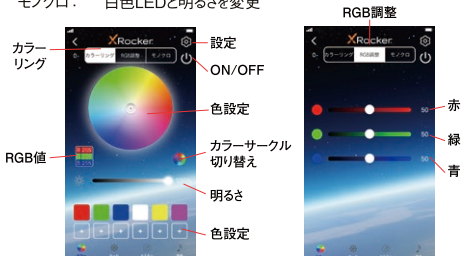 モノクロ： 白色LEDと明るさを変更
RGB調整
カラー
リング
XRocker
カラーリング RGB調整 モノクロ
設定
ON/OFF
色設定
RGB値
カラーサークル
切り替え
明るさ
色設定
XRocker
カラーリング RGB調整 モノクロ
50
赤
50
緑
50
青